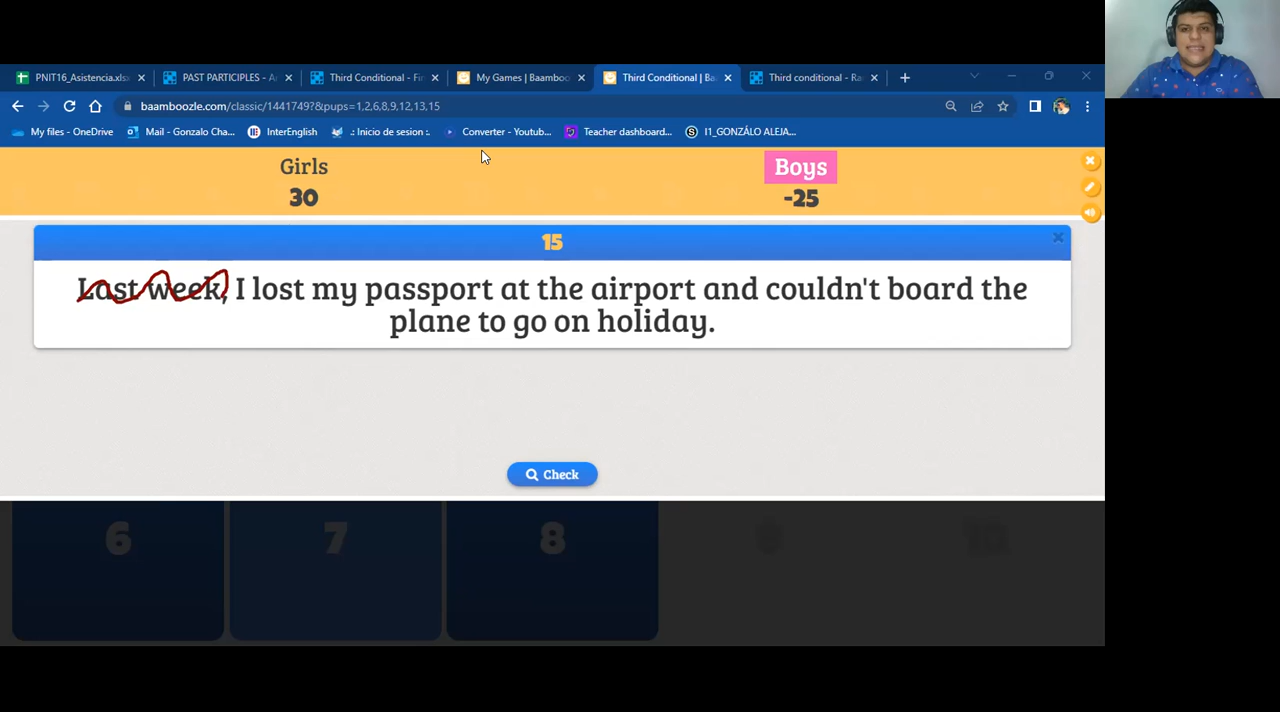 PNIT16_Asistencia.xlsx
PAST PARTICIPLES - A
Third Conditional - Fi
My Games | Baamboo
Third Conditional | Ba
Third conditional - Ra
baamboozle.com/classic/1441749?&pups=1,2,6,8,9,12,13,15
My files - OneDrive
Mail - Gonzalo Cha...
InterEnglish
.: Inicio de sesion :.
Converter - Youtub...
Teacher dashboard...
I1_GONZÁLO ALEJA...
Girls
Boys
30
-25
15
Last week, I lost my passport at the airport and couldn't board the
plane to go on holiday.
Check
6
7
8
9
10